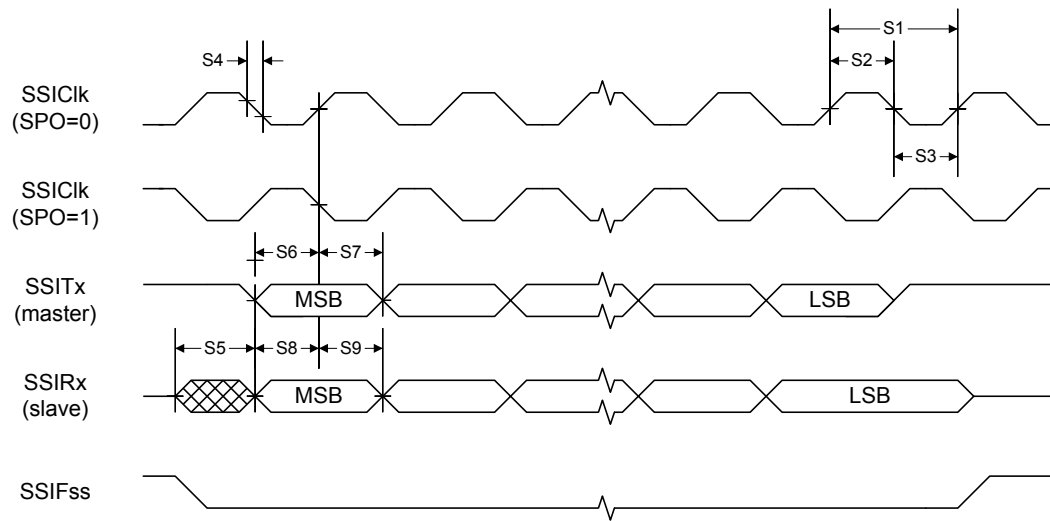 S1
S4
S2
SSIClk
(SPO=0)
S3
SSIClk
(SPO=1)
S6
S7
SSITx
(master)
MSB
LSB
S5
S8
S9
SSIRx
(slave)
MSB
LSB
SSIFss